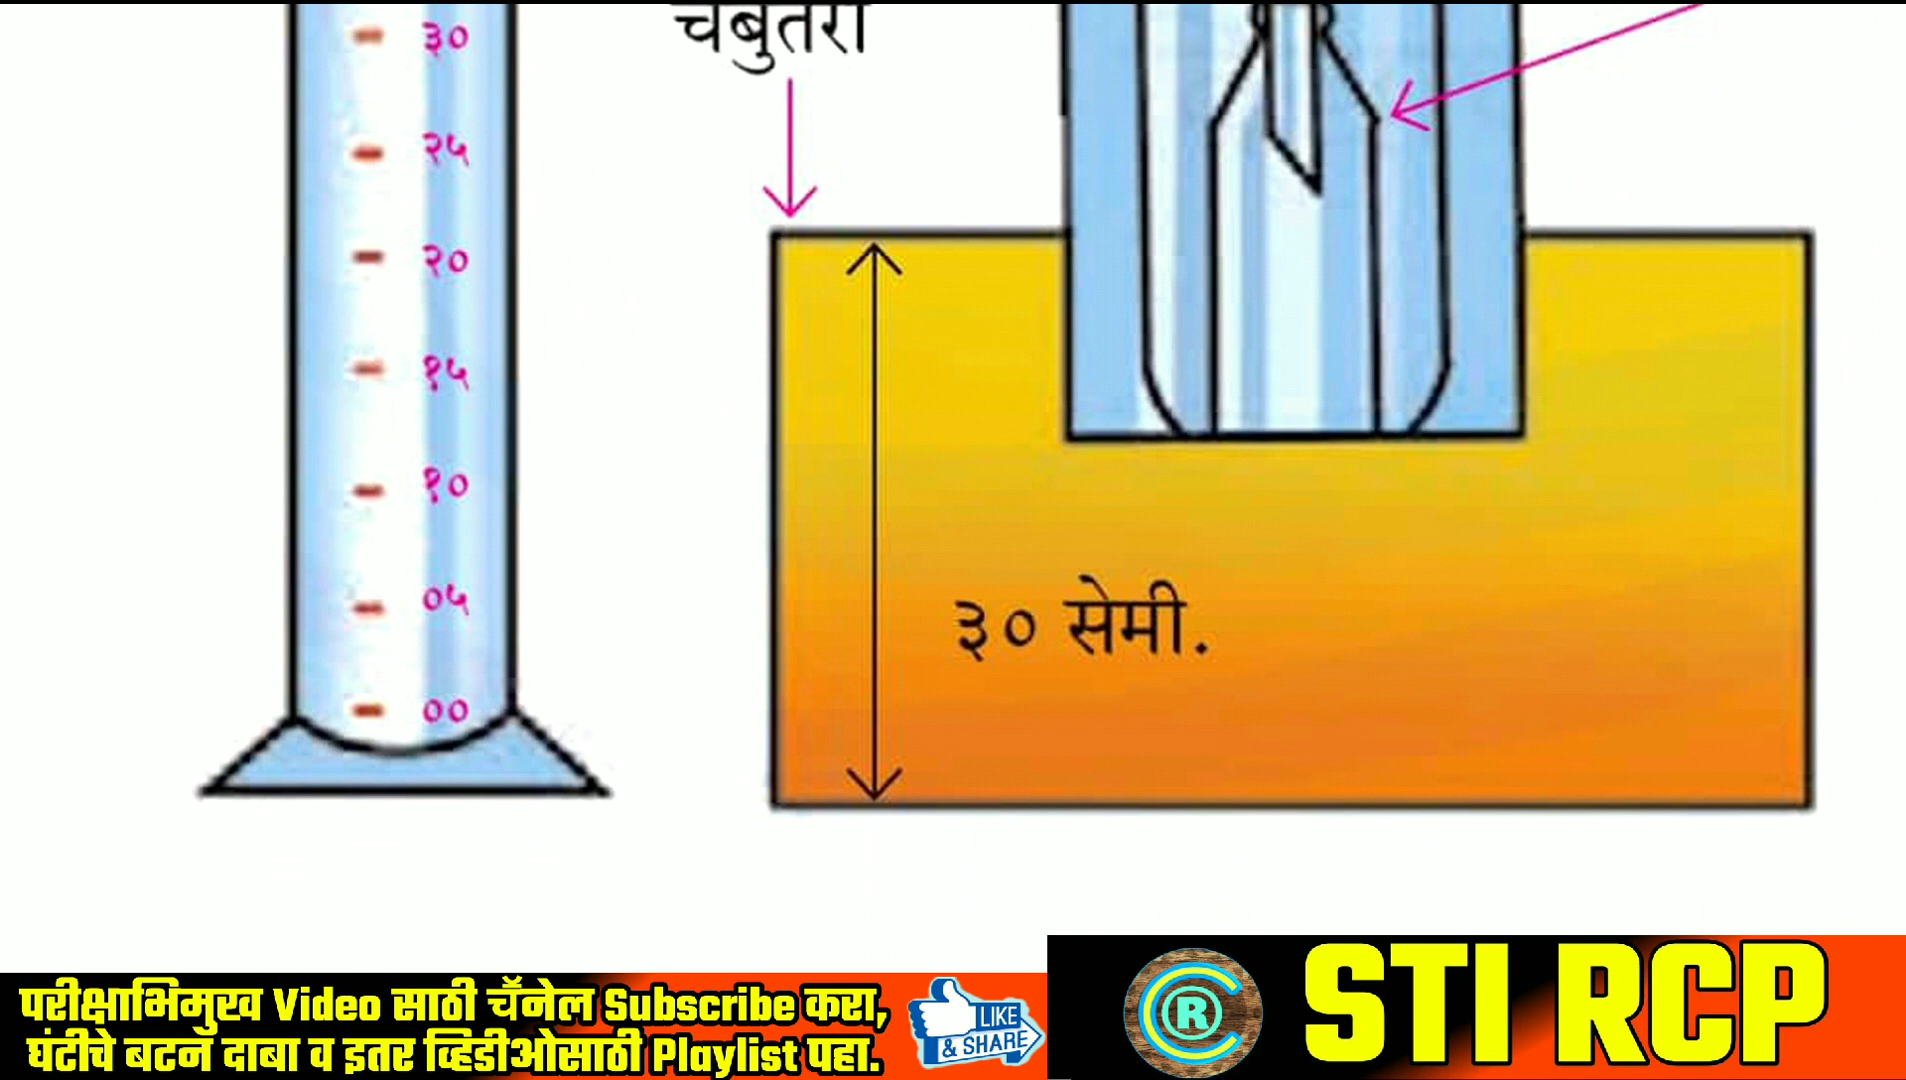 चबुतरा
३०
२५
२०
१५
१०
०५
००
३० सेमी.
परीक्षाभिमुख Video साठी चॅनेल Subscribe करा,
घंटीचे बटन दाबा व इतर व्हिडीओसाठी Playlist पहा.
LIKE
& SHARE
R
STI RCP